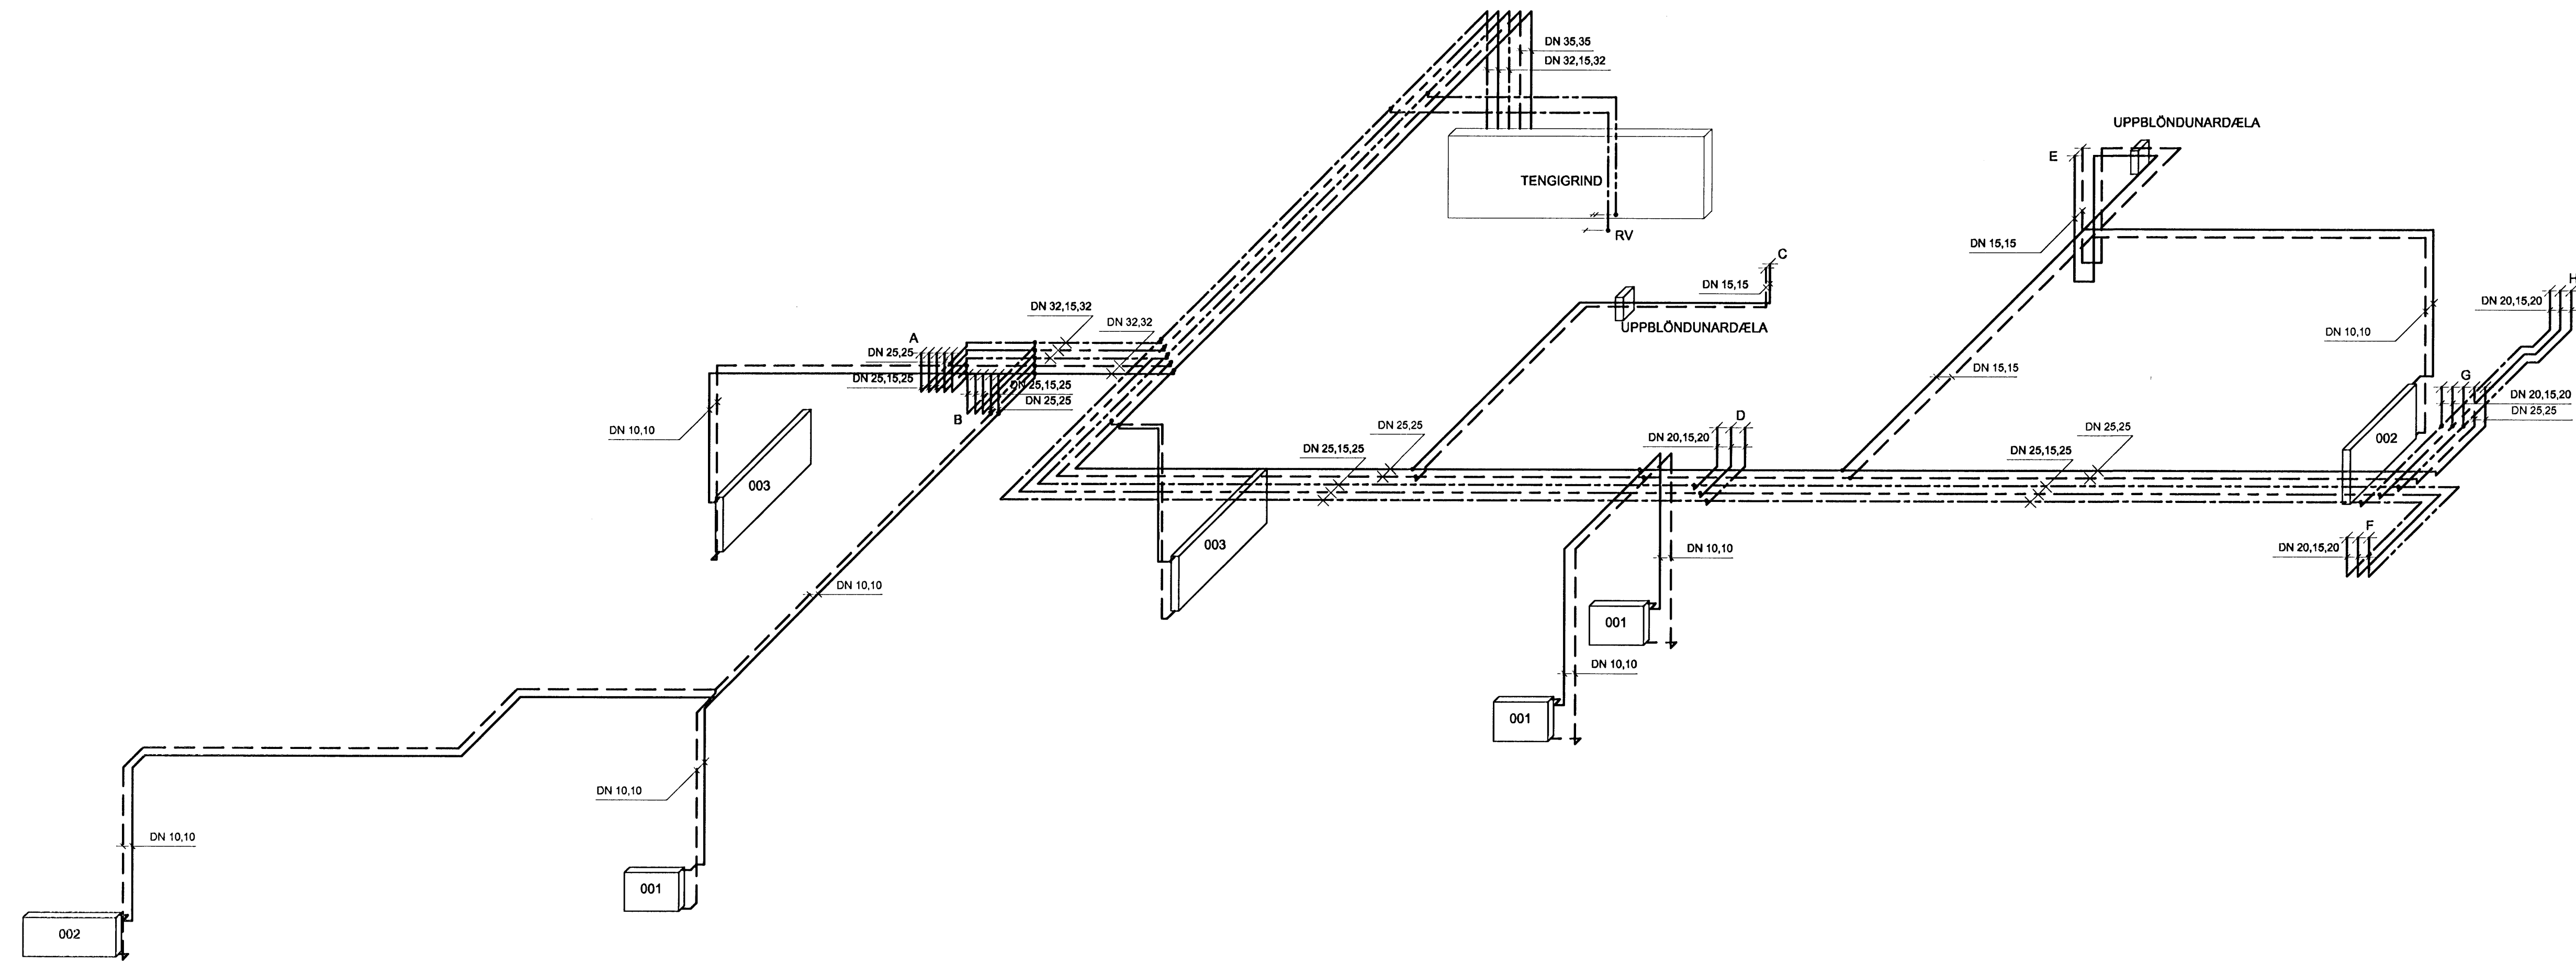 DN 35,35
DN 32,15,32
UPPBLÖNDUNARDÆLA
E
TENGIGRIND
RV
DN 15,15
C
DN 15,15
UPPBLÖNDUNARDÆLA
H
DN 20,15,20
DN 10,10
DN 32,15,32
DN 32,32
A
DN 25,25
DN 25,15,25
DN 25,15,25
DN 25,25
B
DN 15,15
G
DN 20,15,20
DN 25,25
DN 10,10
D
DN 25,25
DN 25,15,25
DN 20,15,20
DN 25,25
DN 25,15,25
002
003
003
F
DN 20,15,20
DN 10,10
DN 10,10
001
DN 10,10
001
DN 10,10
DN 10,10
001
002